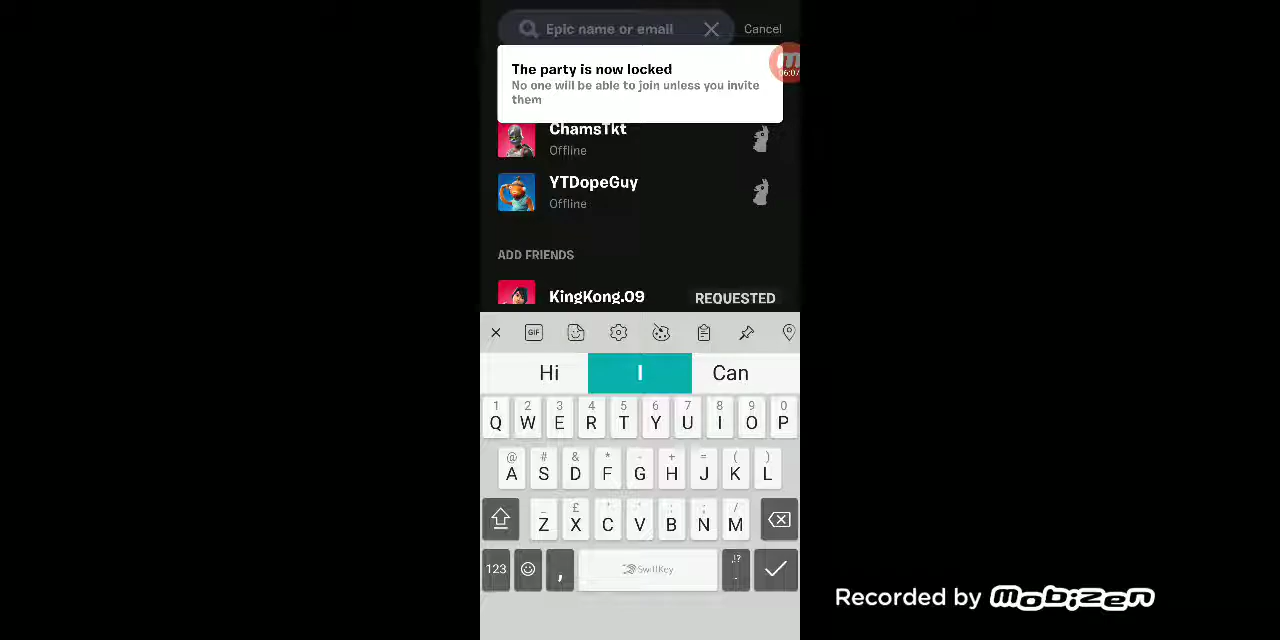 Epic name or email
Cancel
The party is now locked
No one will be able to join unless you invite
them
06:07
ChamsTkt
Offline
YTDopeGuy
Offline
ADD FRIENDS
KingKong.09
REQUESTED
GIF
Hi
I
Can
1 2 3 4 5 6 7 8 9 0
Q W E R T Y U I O P
@ # & * - + = ( )
A S D F G H J K L
_ £ " ' : ; /
Z X C V B N M
123
,
SwiftKey
,!?
.
Recorded by mobizen